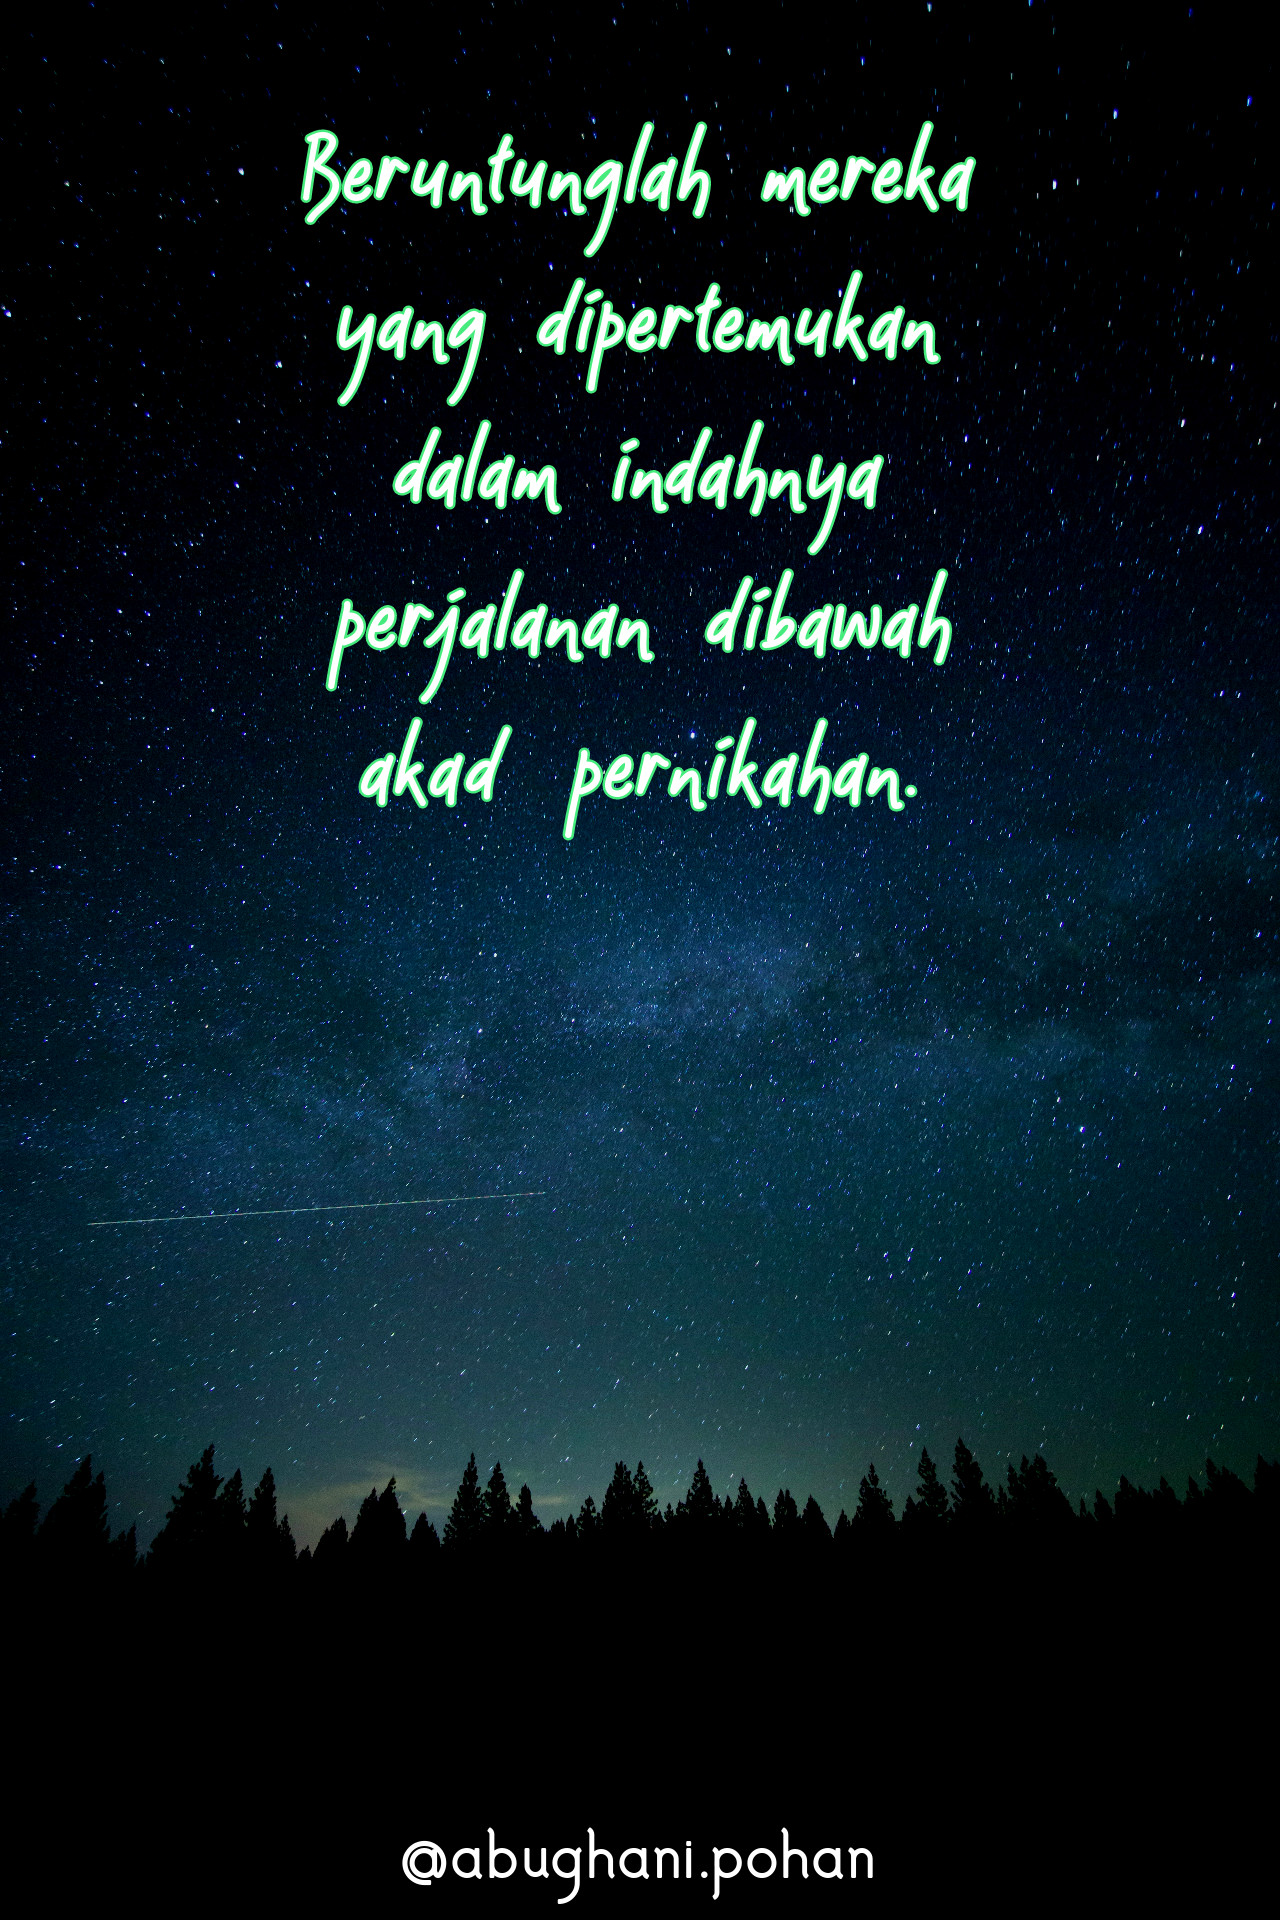 Beruntunglah mereka
yang dipertemukan
dalam indahnya
perjalanan dibawah
akad pernikahan.
@abughani.pohan